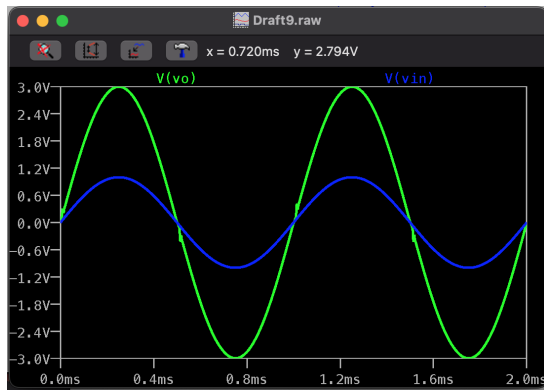 Draft9.raw
x = 0.720ms y = 2.794V
V(vo) V(vin)
3.0V
2.4V
1.8V
1.2V
0.6V
0.0V
-0.6V
-1.2V
-1.8V
-2.4V
-3.0V
0.0ms 0.4ms 0.8ms 1.2ms 1.6ms 2.0ms